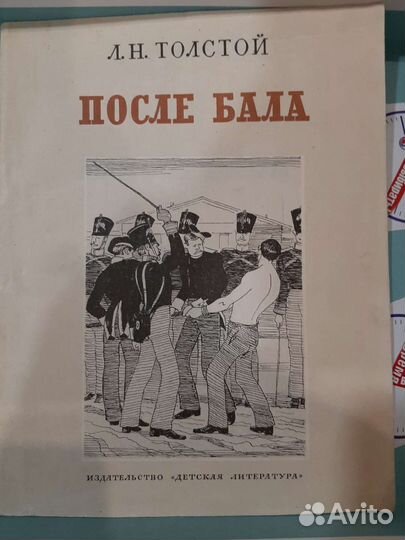 Л.Н. ТОЛСТОЙ
ПОСЛЕ БАЛА
ИЗДАТЕЛЬСТВО «ДЕТСКАЯ ЛИТЕРАТУРА»
Avito